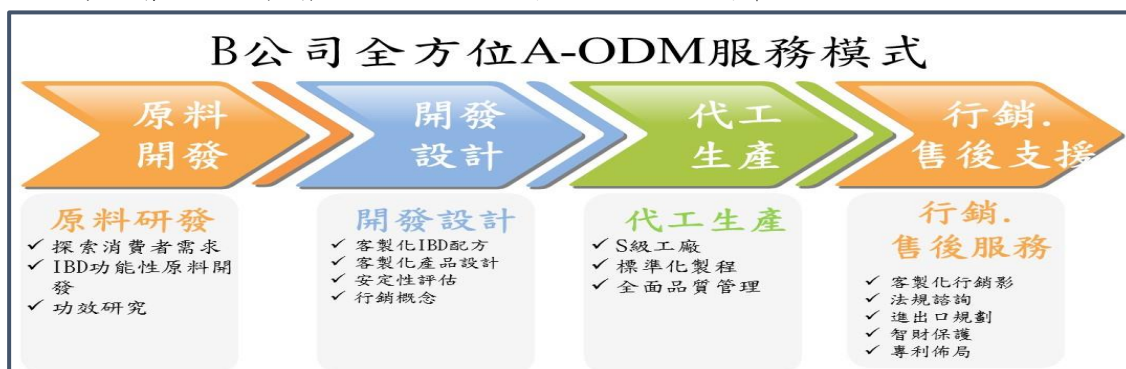 B公司全方位A-ODM服務模式
原料
開發
開發
設計
代工
生產
行銷.
售後支援
原料研發
✓ 探索消費者需求
✓ IBD功能性原料開
發
✓ 功效研究
開發設計
✓ 客製化IBD配方
✓ 客製化產品設計
✓ 安定性評估
✓ 行銷概念
代工生產
✓ S級工廠
✓ 標準化製程
✓ 全面品質管理
行銷.
售後服務
✓ 客製化行銷影
✓ 法規諮詢
✓ 進出口規劃
✓ 智財保護
✓ 專利佈局